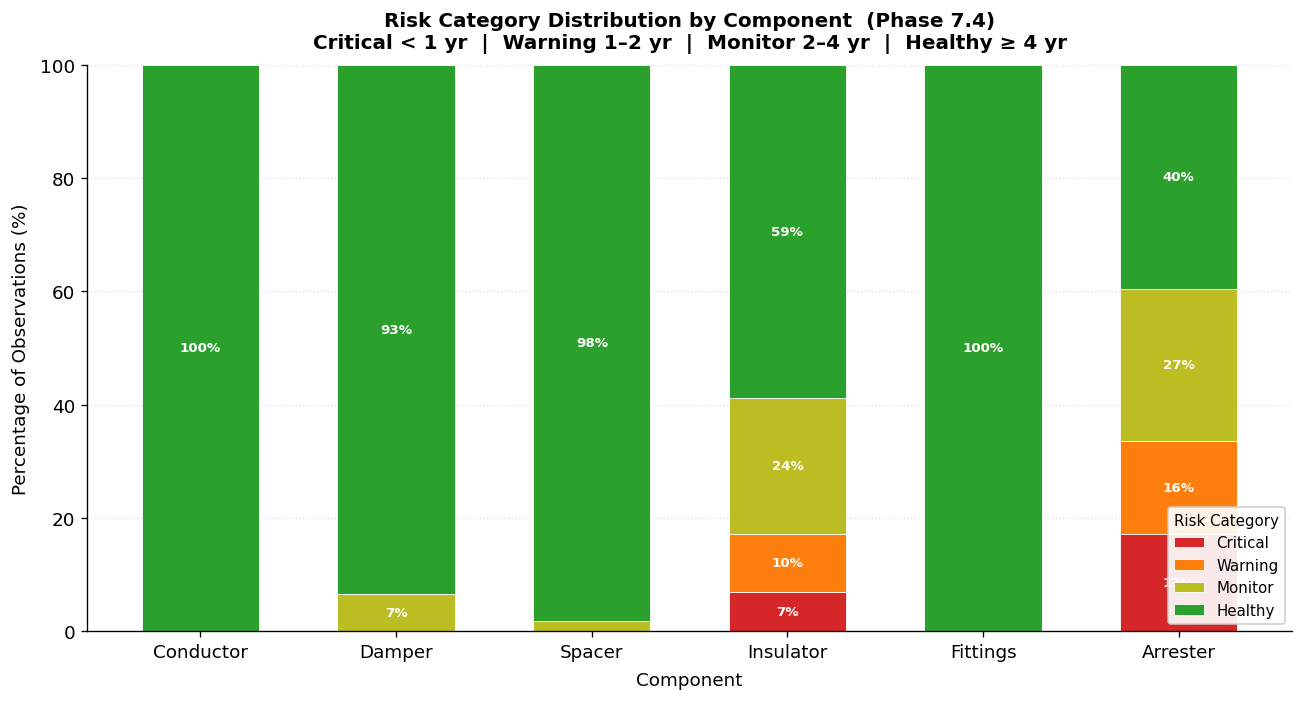 Risk Category Distribution by Component  (Phase 7.4)
Critical < 1 yr  |  Warning 1–2 yr  |  Monitor 2–4 yr  |  Healthy ≥ 4 yr
Percentage of Observations (%)
100
80
60
40
20
0
100%
93%
7%
98%
59%
24%
10%
7%
100%
40%
27%
16%
Risk Category
Critical
Warning
Monitor
Healthy
Conductor
Damper
Spacer
Insulator
Fittings
Arrester
Component